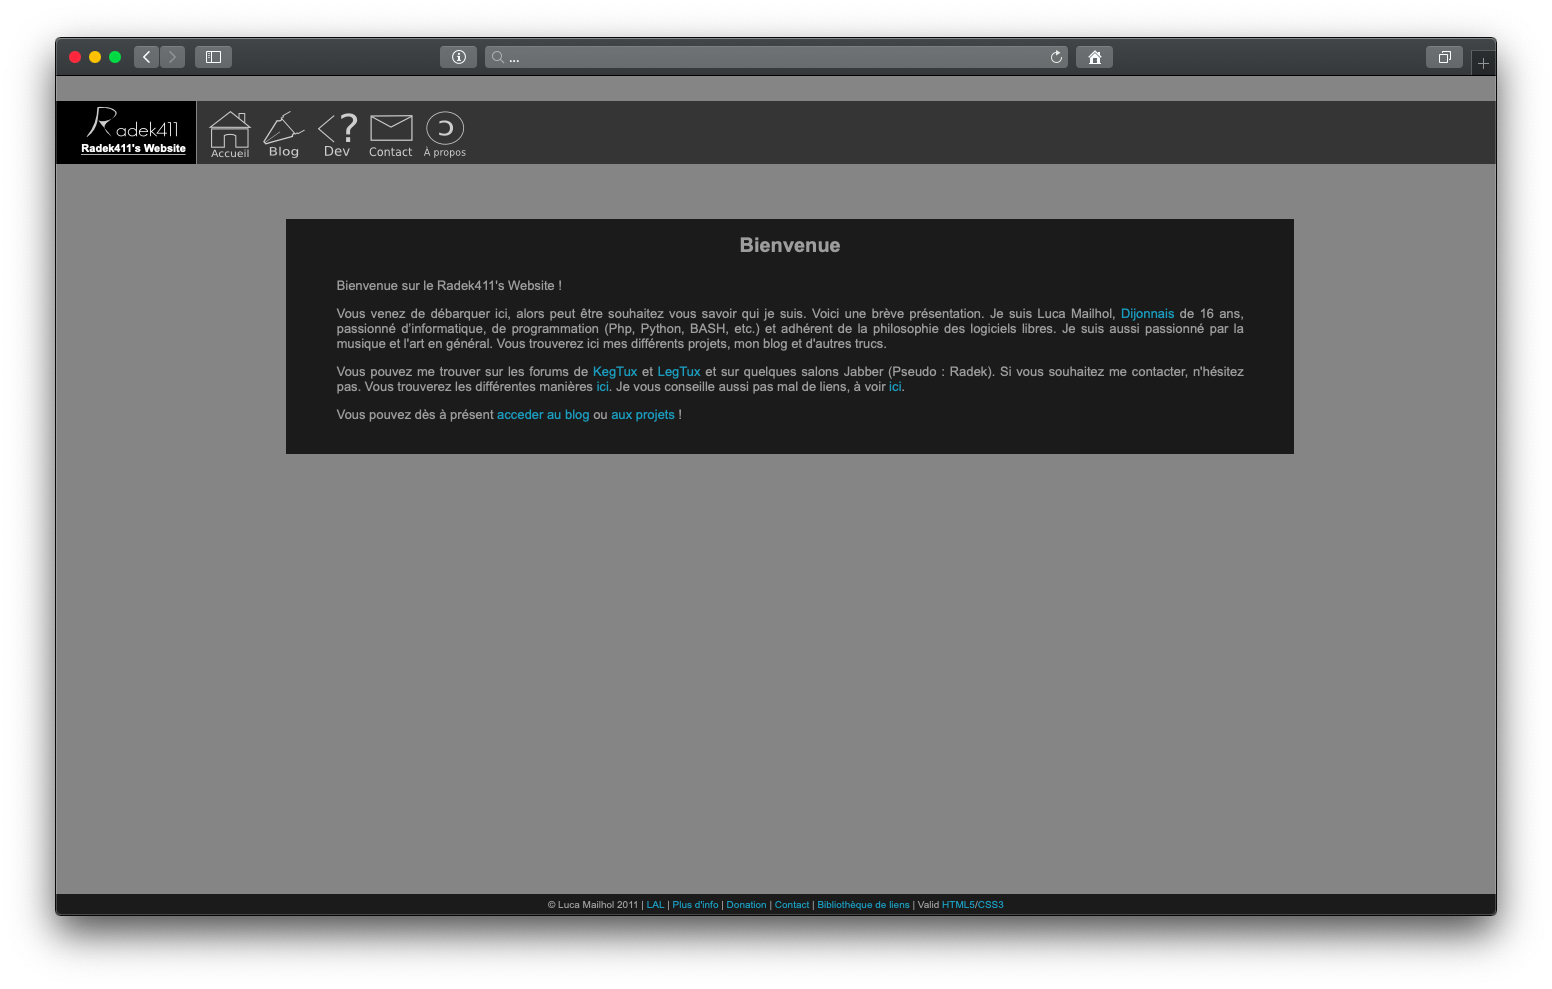 ...
Radek411
Radek411's Website
Accueil
Blog
<?
Dev
Contact
À propos
Bienvenue
Bienvenue sur le Radek411's Website !
Vous venez de débarquer ici, alors peut être souhaitez vous savoir qui je suis. Voici une brève présentation. Je suis Luca Mailhol, Dijonnais de 16 ans,
passionné d'informatique, de programmation (Php, Python, BASH, etc.) et adhérent de la philosophie des logiciels libres. Je suis aussi passionné par la
musique et l'art en général. Vous trouverez ici mes différents projets, mon blog et d'autres trucs.
Vous pouvez me trouver sur les forums de KegTux et LegTux et sur quelques salons Jabber (Pseudo : Radek). Si vous souhaitez me contacter, n'hésitez
pas. Vous trouverez les différentes manières ici. Je vous conseille aussi pas mal de liens, à voir ici.
Vous pouvez dès à présent acceder au blog ou aux projets !
© Luca Mailhol 2011 | LAL | Plus d'info | Donation | Contact | Bibliothèque de liens | Valid HTML5/CSS3